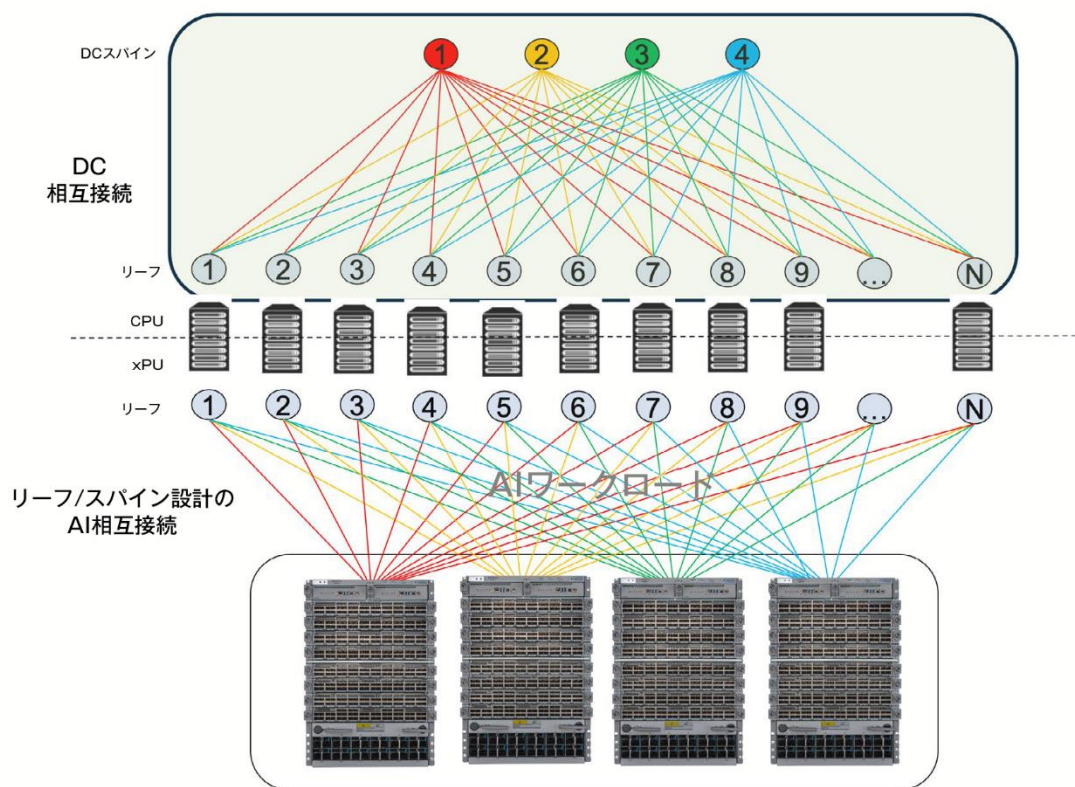 DCスパイン
1 2 3 4
DC
相互接続
リーフ
1 2 3 4 5 6 7 8 9 ... N
CPU
xPU
リーフ
1 2 3 4 5 6 7 8 9 ... N
AIワークロード
リーフ/スパイン設計の
AI相互接続